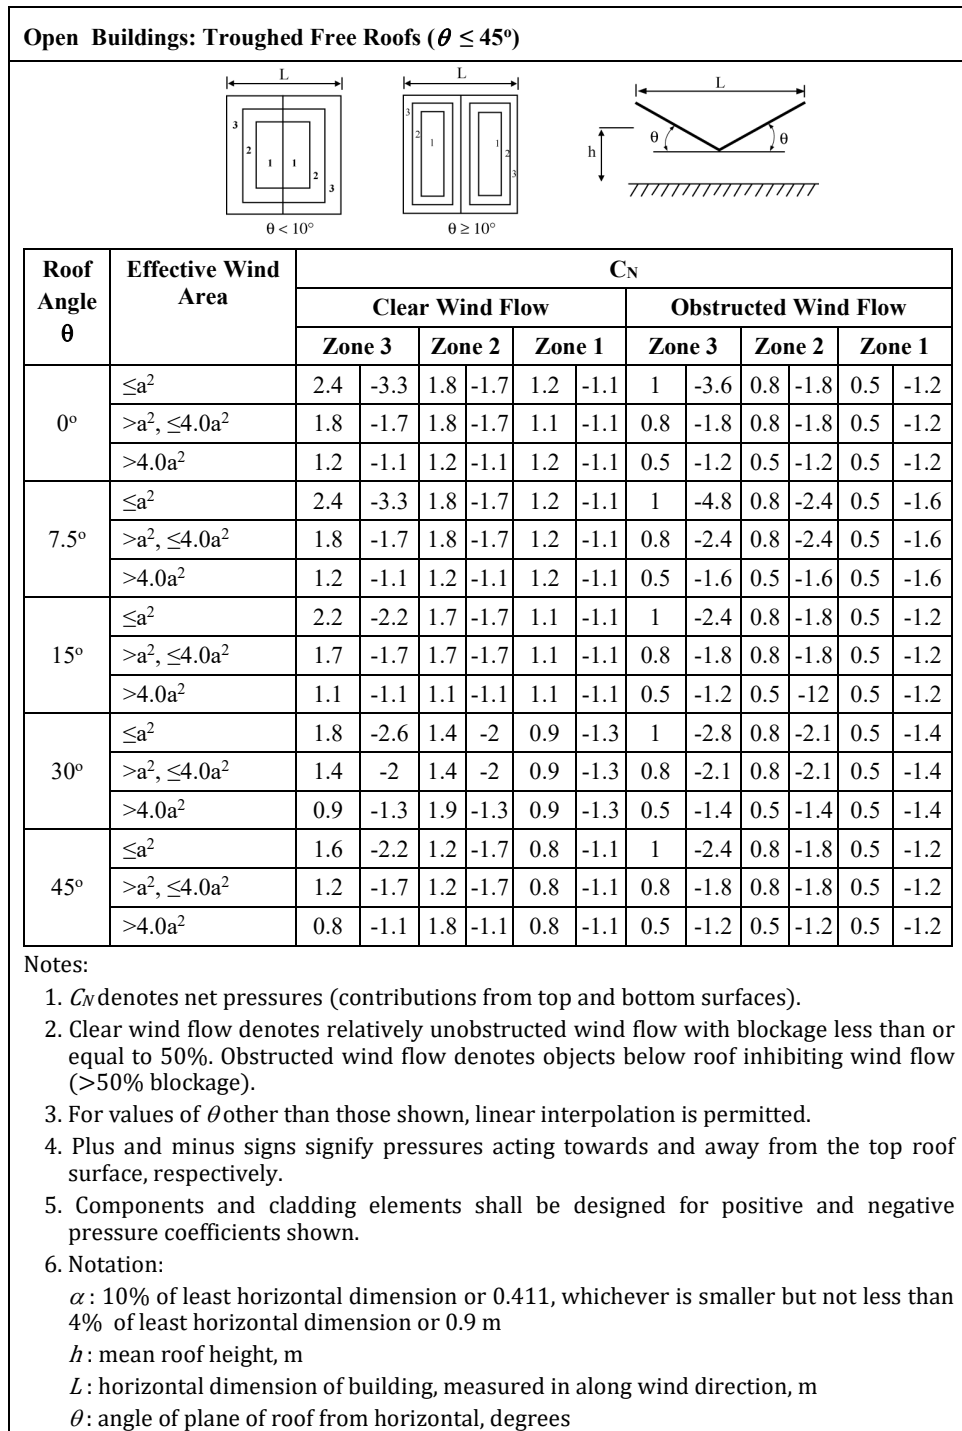 Open Buildings: Troughed Free Roofs (θ ≤ 45º)
L L L
3 2 1 1 2 3
3 2 1 1 2 3
h θ θ
θ < 10° θ ≥ 10°
Roof Angle θ Effective Wind Area C_N
Clear Wind Flow Obstructed Wind Flow
Zone 3 Zone 2 Zone 1 Zone 3 Zone 2 Zone 1
0º ≤a² 2.4 -3.3 1.8 -1.7 1.2 -1.1 1 -3.6 0.8 -1.8 0.5 -1.2
>a², ≤4.0a² 1.8 -1.7 1.8 -1.7 1.1 -1.1 0.8 -1.8 0.8 -1.8 0.5 -1.2
>4.0a² 1.2 -1.1 1.2 -1.1 1.2 -1.1 0.5 -1.2 0.5 -1.2 0.5 -1.2
7.5º ≤a² 2.4 -3.3 1.8 -1.7 1.2 -1.1 1 -4.8 0.8 -2.4 0.5 -1.6
>a², ≤4.0a² 1.8 -1.7 1.8 -1.7 1.2 -1.1 0.8 -2.4 0.8 -2.4 0.5 -1.6
>4.0a² 1.2 -1.1 1.2 -1.1 1.2 -1.1 0.5 -1.6 0.5 -1.6 0.5 -1.6
15º ≤a² 2.2 -2.2 1.7 -1.7 1.1 -1.1 1 -2.4 0.8 -1.8 0.5 -1.2
>a², ≤4.0a² 1.7 -1.7 1.7 -1.7 1.1 -1.1 0.8 -1.8 0.8 -1.8 0.5 -1.2
>4.0a² 1.1 -1.1 1.1 -1.1 1.1 -1.1 0.5 -1.2 0.5 -12 0.5 -1.2
30º ≤a² 1.8 -2.6 1.4 -2 0.9 -1.3 1 -2.8 0.8 -2.1 0.5 -1.4
>a², ≤4.0a² 1.4 -2 1.4 -2 0.9 -1.3 0.8 -2.1 0.8 -2.1 0.5 -1.4
>4.0a² 0.9 -1.3 1.9 -1.3 0.9 -1.3 0.5 -1.4 0.5 -1.4 0.5 -1.4
45º ≤a² 1.6 -2.2 1.2 -1.7 0.8 -1.1 1 -2.4 0.8 -1.8 0.5 -1.2
>a², ≤4.0a² 1.2 -1.7 1.2 -1.7 0.8 -1.1 0.8 -1.8 0.8 -1.8 0.5 -1.2
>4.0a² 0.8 -1.1 1.8 -1.1 0.8 -1.1 0.5 -1.2 0.5 -1.2 0.5 -1.2
Notes:
1. C_N denotes net pressures (contributions from top and bottom surfaces).
2. Clear wind flow denotes relatively unobstructed wind flow with blockage less than or
equal to 50%. Obstructed wind flow denotes objects below roof inhibiting wind flow
(>50% blockage).
3. For values of θ other than those shown, linear interpolation is permitted.
4. Plus and minus signs signify pressures acting towards and away from the top roof
surface, respectively.
5. Components and cladding elements shall be designed for positive and negative
pressure coefficients shown.
6. Notation:
α : 10% of least horizontal dimension or 0.411, whichever is smaller but not less than
4% of least horizontal dimension or 0.9 m
h : mean roof height, m
L : horizontal dimension of building, measured in along wind direction, m
θ : angle of plane of roof from horizontal, degrees